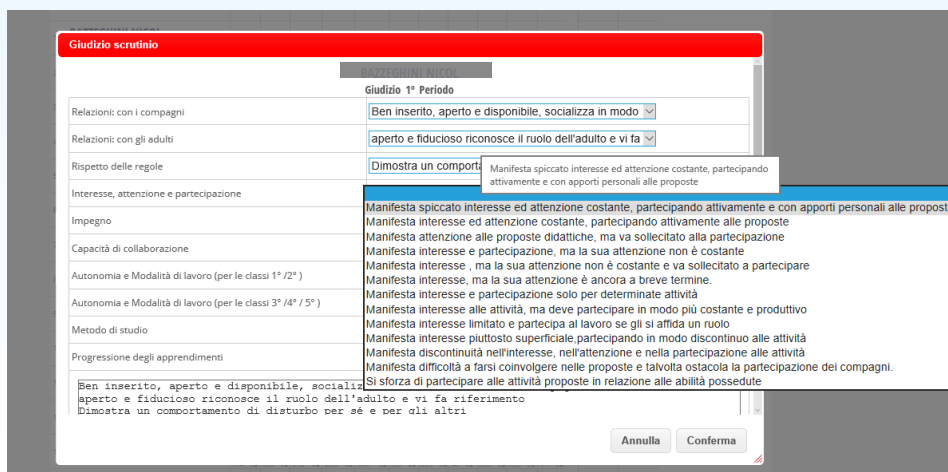 Giudizio scrutinio
BAZZEGHINI NICOL
Giudizio 1° Periodo
Relazioni: con i compagni
Ben inserito, aperto e disponibile, socializza in modo
Relazioni: con gli adulti
aperto e fiducioso riconosce il ruolo dell'adulto e vi fa
Rispetto delle regole
Dimostra un comporta
Manifesta spiccato interesse ed attenzione costante, partecipando
attivamente e con apporti personali alle proposte
Interesse, attenzione e partecipazione
Impegno
Capacità di collaborazione
Autonomia e Modalità di lavoro (per le classi 1° /2° )
Autonomia e Modalità di lavoro (per le classi 3° /4° / 5° )
Metodo di studio
Progressione degli apprendimenti
Manifesta spiccato interesse ed attenzione costante, partecipando attivamente e con apporti personali alle propost
Manifesta interesse ed attenzione costante, partecipando ativamente alle proposte
Manifesta attenzione alle proposte didattiche, ma va sollecitato alla partecipazione
Manifesta interesse e partecipazione, ma la sua attenzione non è costante
Manifesta interesse , ma la sua attenzione non è costante e va sollecitato a partecipare
Manifesta interesse, ma la sua attenzione è ancora a breve termine.
Manifesta interesse e partecipazione solo per determinate attività
Manifesta interesse alle attività, ma deve partecipare in modo più costante e produttivo
Manifesta interesse limitato e partecipa al lavoro se gli si affida un ruolo
Manifesta interesse piuttosto superficiale,partecipando in modo discontinuo alle attività
Manifesta discontinuità nell'interesse, nell'attenzione e nella partecipazione alle attività
Manifesta difficoltà a farsi coinvolgere nelle proposte e talvolta ostacola la partecipazione dei compagni.
Si sforza di partecipare alle attività proposte in relazione alle abilità possedute
Ben inserito, aperto e disponibile, socializ
aperto e fiducioso riconosce il ruolo dell'adulto e vi fa riferimento
Dimostra un comportamento di disturbo per sé e per gli altri
Annulla
Conferma